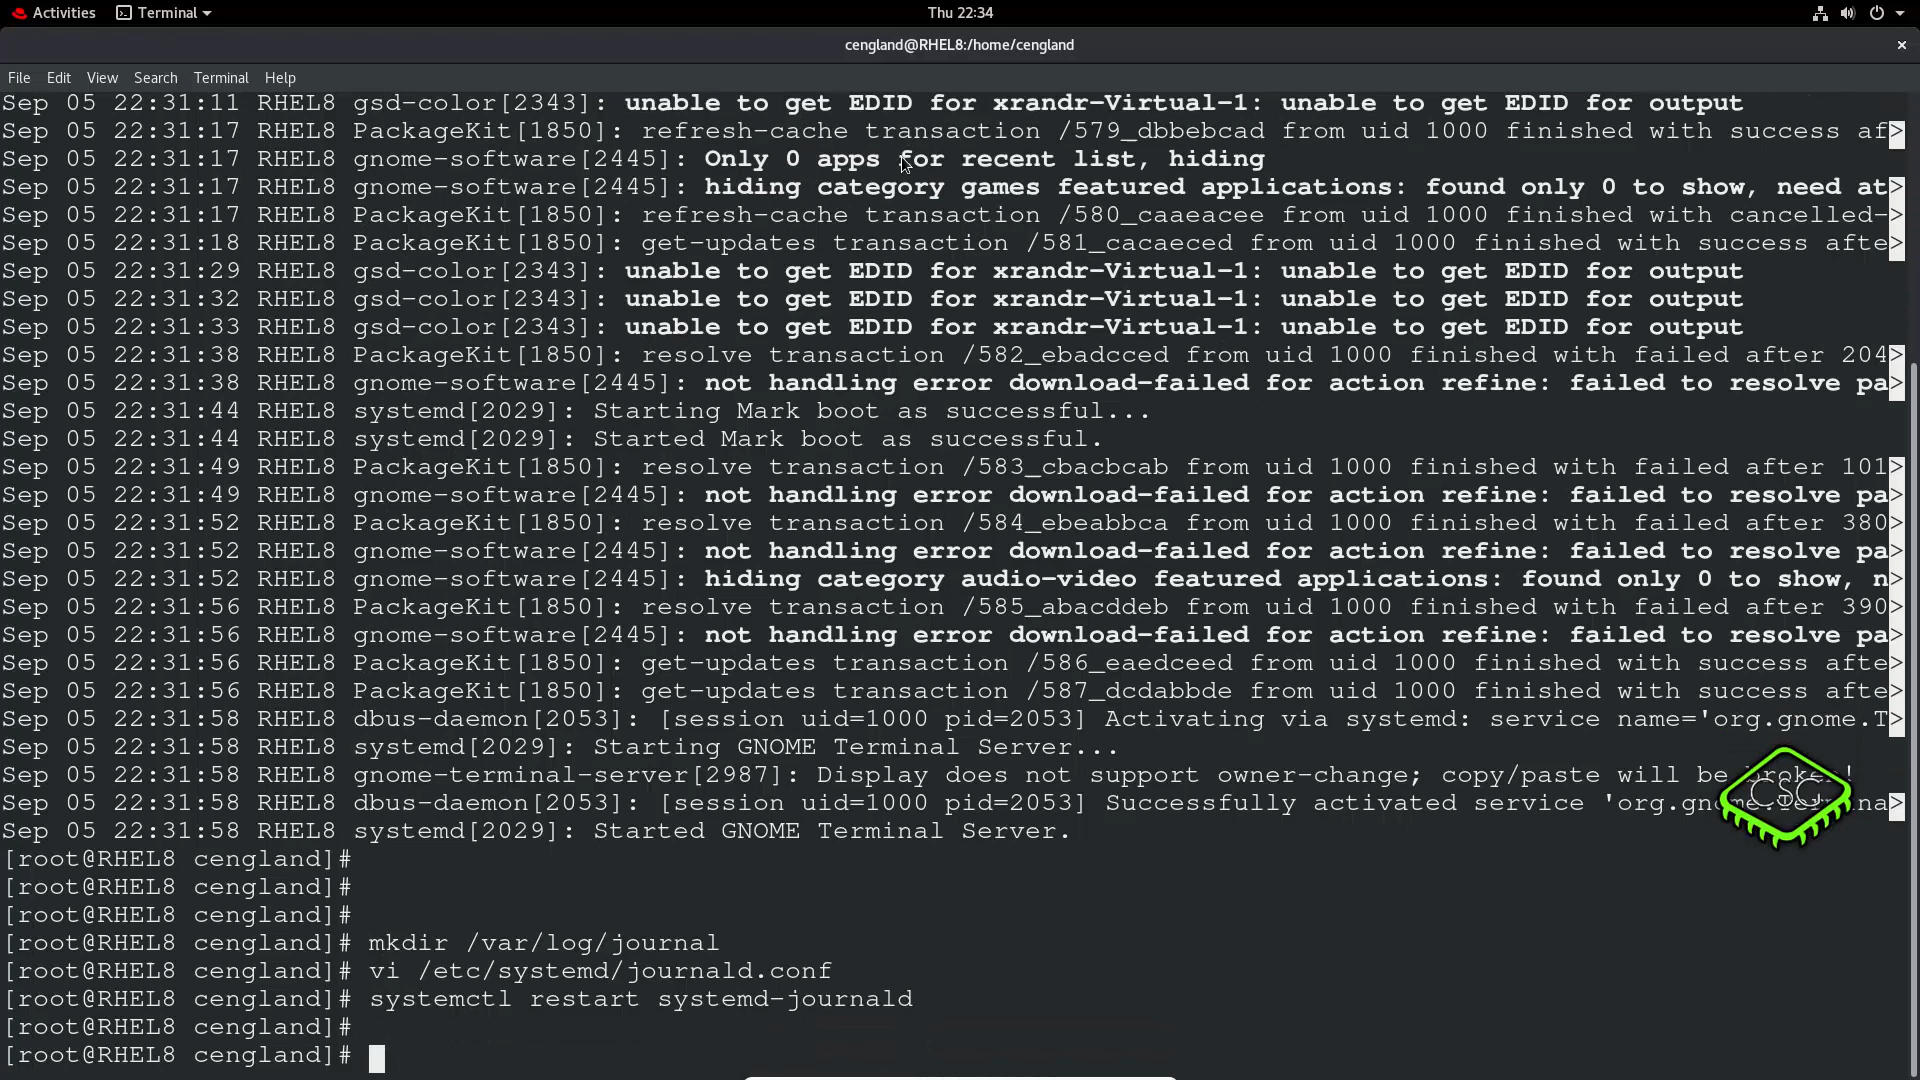 Activities Terminal Thu 22:34
cengland@RHEL8:/home/cengland
File Edit View Search Terminal Help
Sep 05 22:31:11 RHEL8 gsd-color[2343]: unable to get EDID for xrandr-Virtual-1: unable to get EDID for output
Sep 05 22:31:17 RHEL8 PackageKit[1850]: refresh-cache transaction /579_dbbebcad from uid 1000 finished with success af>
Sep 05 22:31:17 RHEL8 gnome-software[2445]: Only 0 apps for recent list, hiding
Sep 05 22:31:17 RHEL8 gnome-software[2445]: hiding category games featured applications: found only 0 to show, need at>
Sep 05 22:31:17 RHEL8 PackageKit[1850]: refresh-cache transaction /580_caaeacee from uid 1000 finished with cancelled->
Sep 05 22:31:18 RHEL8 PackageKit[1850]: get-updates transaction /581_cacaeced from uid 1000 finished with success afte>
Sep 05 22:31:29 RHEL8 gsd-color[2343]: unable to get EDID for xrandr-Virtual-1: unable to get EDID for output
Sep 05 22:31:32 RHEL8 gsd-color[2343]: unable to get EDID for xrandr-Virtual-1: unable to get EDID for output
Sep 05 22:31:33 RHEL8 gsd-color[2343]: unable to get EDID for xrandr-Virtual-1: unable to get EDID for output
Sep 05 22:31:38 RHEL8 PackageKit[1850]: resolve transaction /582_ebadcced from uid 1000 finished with failed after 204>
Sep 05 22:31:38 RHEL8 gnome-software[2445]: not handling error download-failed for action refine: failed to resolve pa>
Sep 05 22:31:44 RHEL8 systemd[2029]: Starting Mark boot as successful...
Sep 05 22:31:44 RHEL8 systemd[2029]: Started Mark boot as successful.
Sep 05 22:31:49 RHEL8 PackageKit[1850]: resolve transaction /583_cbacbcab from uid 1000 finished with failed after 101>
Sep 05 22:31:49 RHEL8 gnome-software[2445]: not handling error download-failed for action refine: failed to resolve pa>
Sep 05 22:31:52 RHEL8 PackageKit[1850]: resolve transaction /584_ebeabbca from uid 1000 finished with failed after 380>
Sep 05 22:31:52 RHEL8 gnome-software[2445]: not handling error download-failed for action refine: failed to resolve pa>
Sep 05 22:31:52 RHEL8 gnome-software[2445]: hiding category audio-video featured applications: found only 0 to show, n>
Sep 05 22:31:56 RHEL8 PackageKit[1850]: resolve transaction /585_abacddeb from uid 1000 finished with failed after 390>
Sep 05 22:31:56 RHEL8 gnome-software[2445]: not handling error download-failed for action refine: failed to resolve pa>
Sep 05 22:31:56 RHEL8 PackageKit[1850]: get-updates transaction /586_eaedceed from uid 1000 finished with success afte>
Sep 05 22:31:56 RHEL8 PackageKit[1850]: get-updates transaction /587_dcdabbde from uid 1000 finished with success afte>
Sep 05 22:31:58 RHEL8 dbus-daemon[2053]: [session uid=1000 pid=2053] Activating via systemd: service name='org.gnome.T>
Sep 05 22:31:58 RHEL8 systemd[2029]: Starting GNOME Terminal Server...
Sep 05 22:31:58 RHEL8 gnome-terminal-server[2987]: Display does not support owner-change; copy/paste will be broken!
Sep 05 22:31:58 RHEL8 dbus-daemon[2053]: [session uid=1000 pid=2053] Successfully activated service 'org.gnome.Termina>
Sep 05 22:31:58 RHEL8 systemd[2029]: Started GNOME Terminal Server.
[root@RHEL8 cengland]#
[root@RHEL8 cengland]#
[root@RHEL8 cengland]#
[root@RHEL8 cengland]# mkdir /var/log/journal
[root@RHEL8 cengland]# vi /etc/systemd/journald.conf
[root@RHEL8 cengland]# systemctl restart systemd-journald
[root@RHEL8 cengland]#
[root@RHEL8 cengland]#
CSG